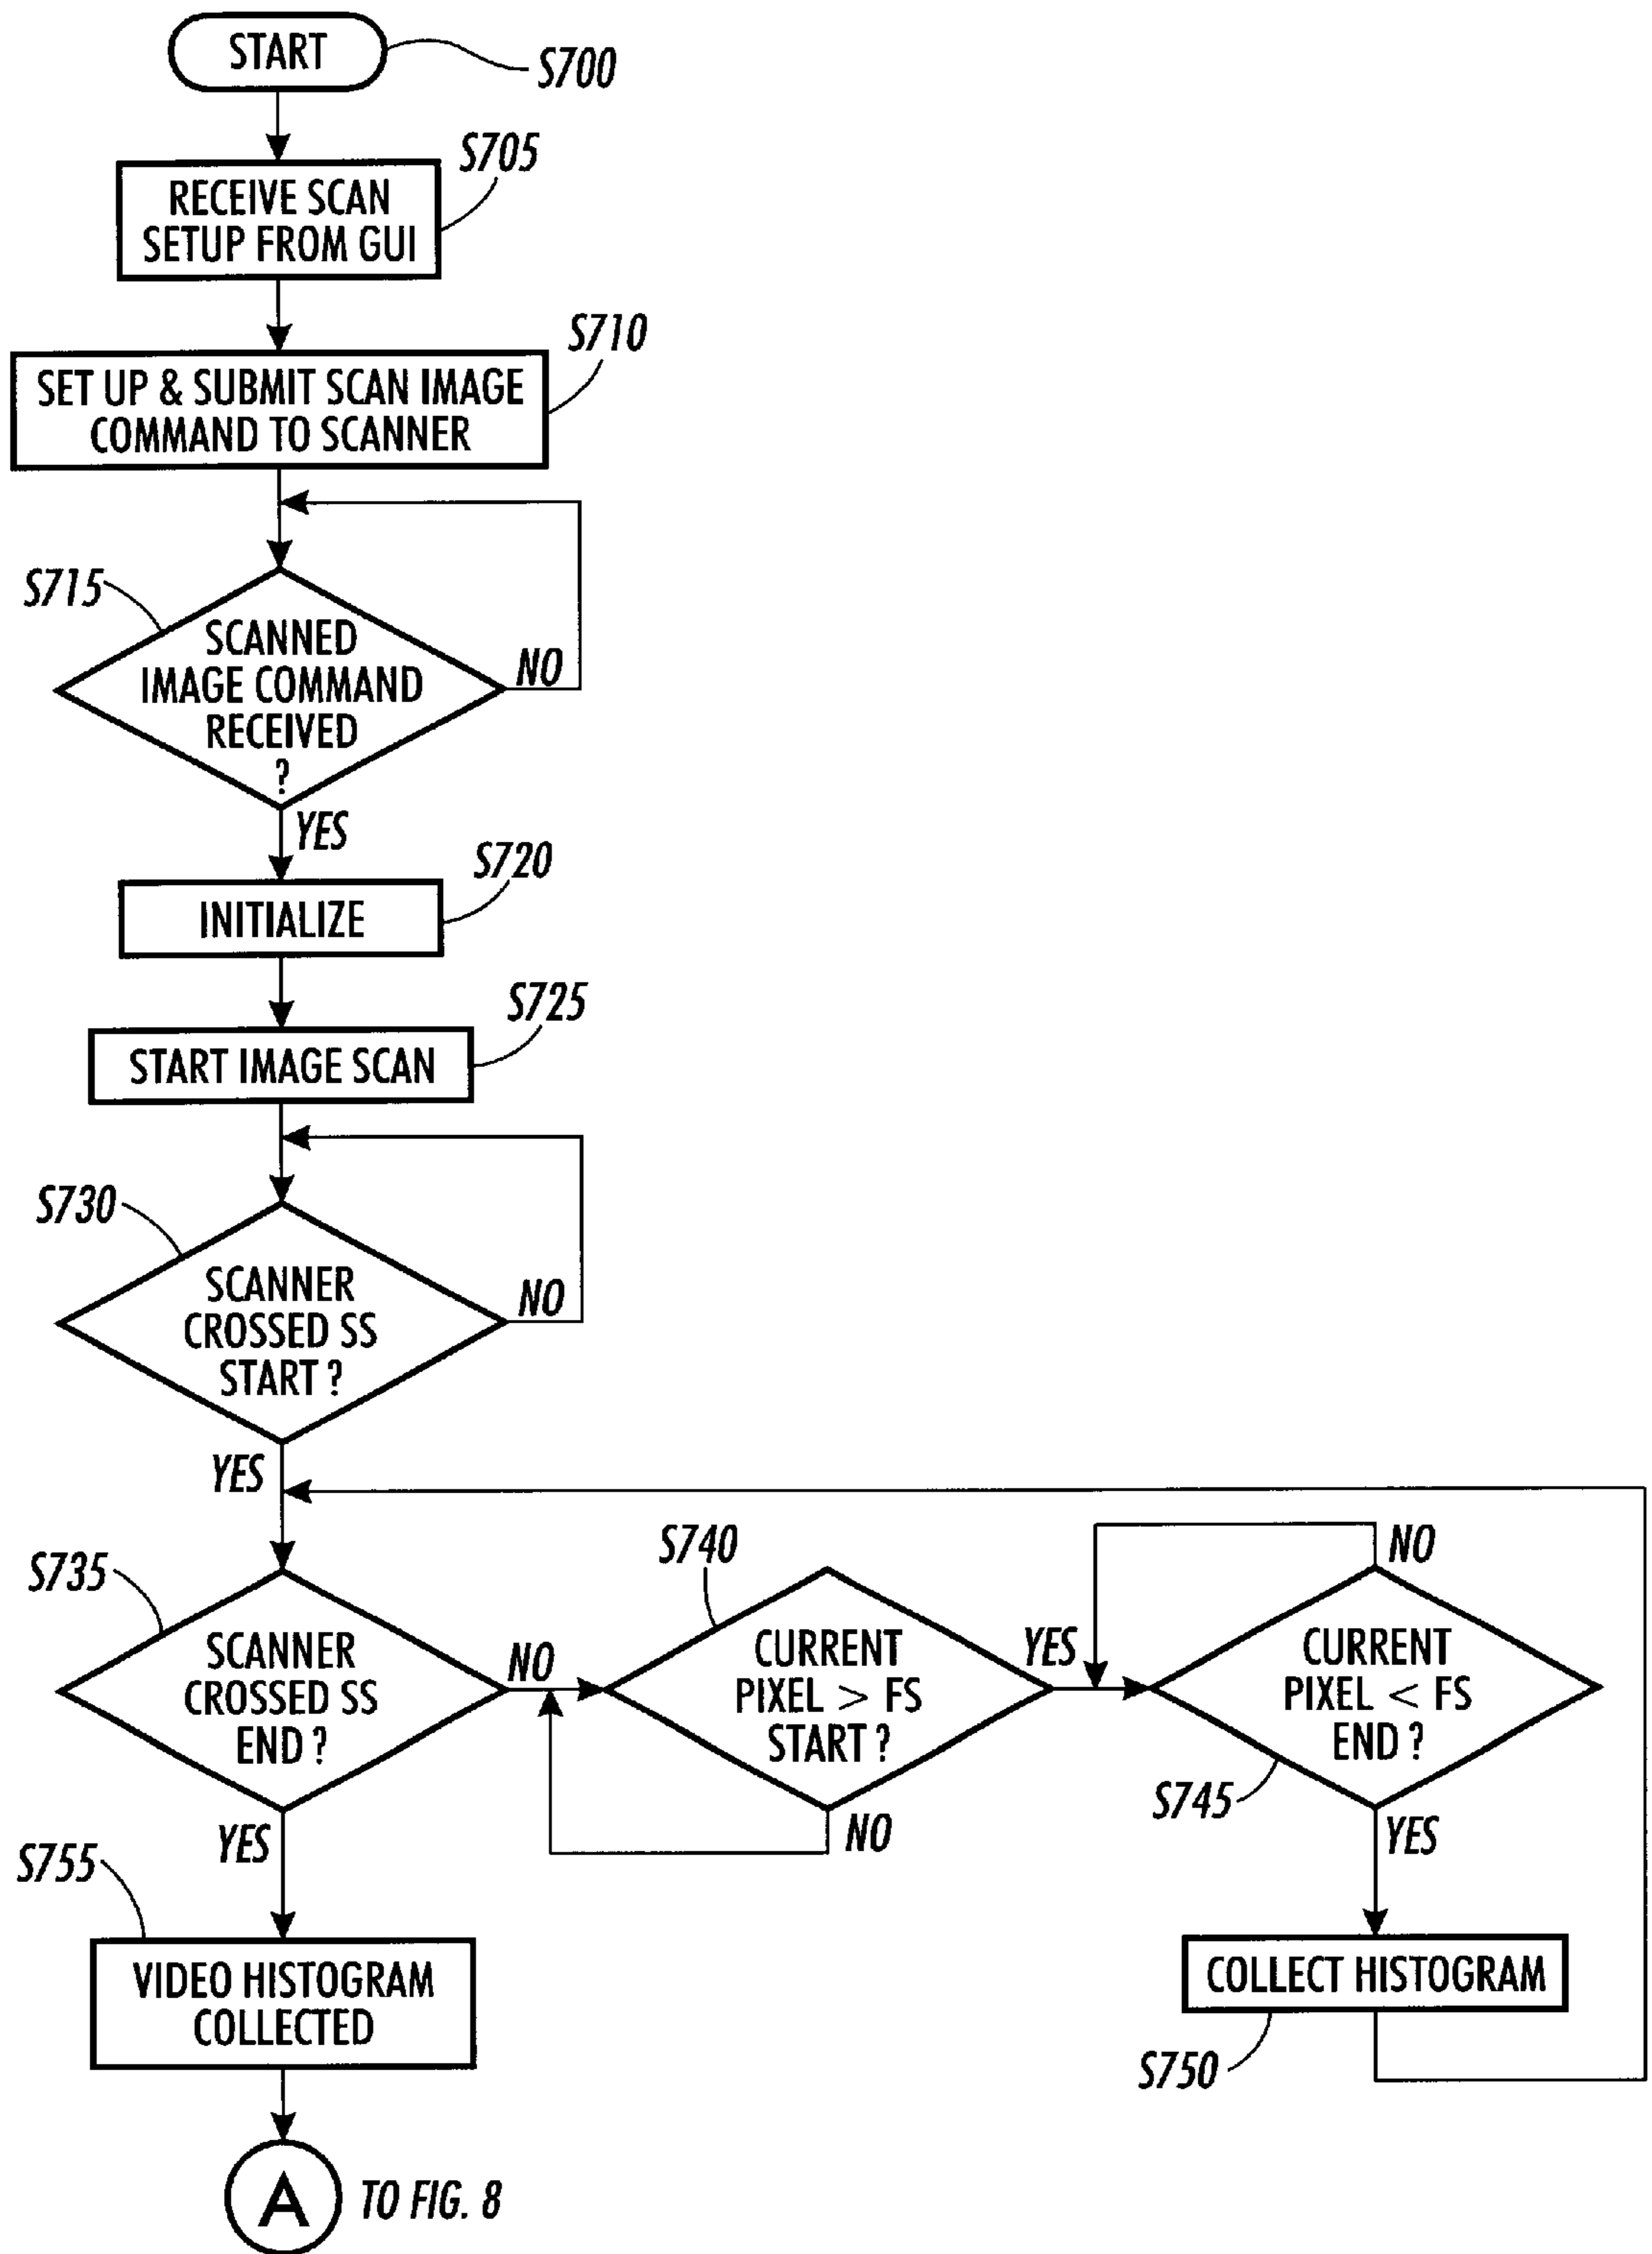 START
S700
S705
RECEIVE SCAN
SETUP FROM GUI
S710
SET UP & SUBMIT SCAN IMAGE
COMMAND TO SCANNER
S715
SCANNED
IMAGE COMMAND
RECEIVED
?
NO
YES
S720
INITIALIZE
S725
START IMAGE SCAN
S730
SCANNER
CROSSED SS
START ?
NO
YES
S735
SCANNER
CROSSED SS
END ?
NO
YES
S740
CURRENT
PIXEL > FS
START ?
YES
NO
NO
CURRENT
PIXEL < FS
END ?
S745
YES
COLLECT HISTOGRAM
S750
S755
VIDEO HISTOGRAM
COLLECTED
A
TO FIG. 8